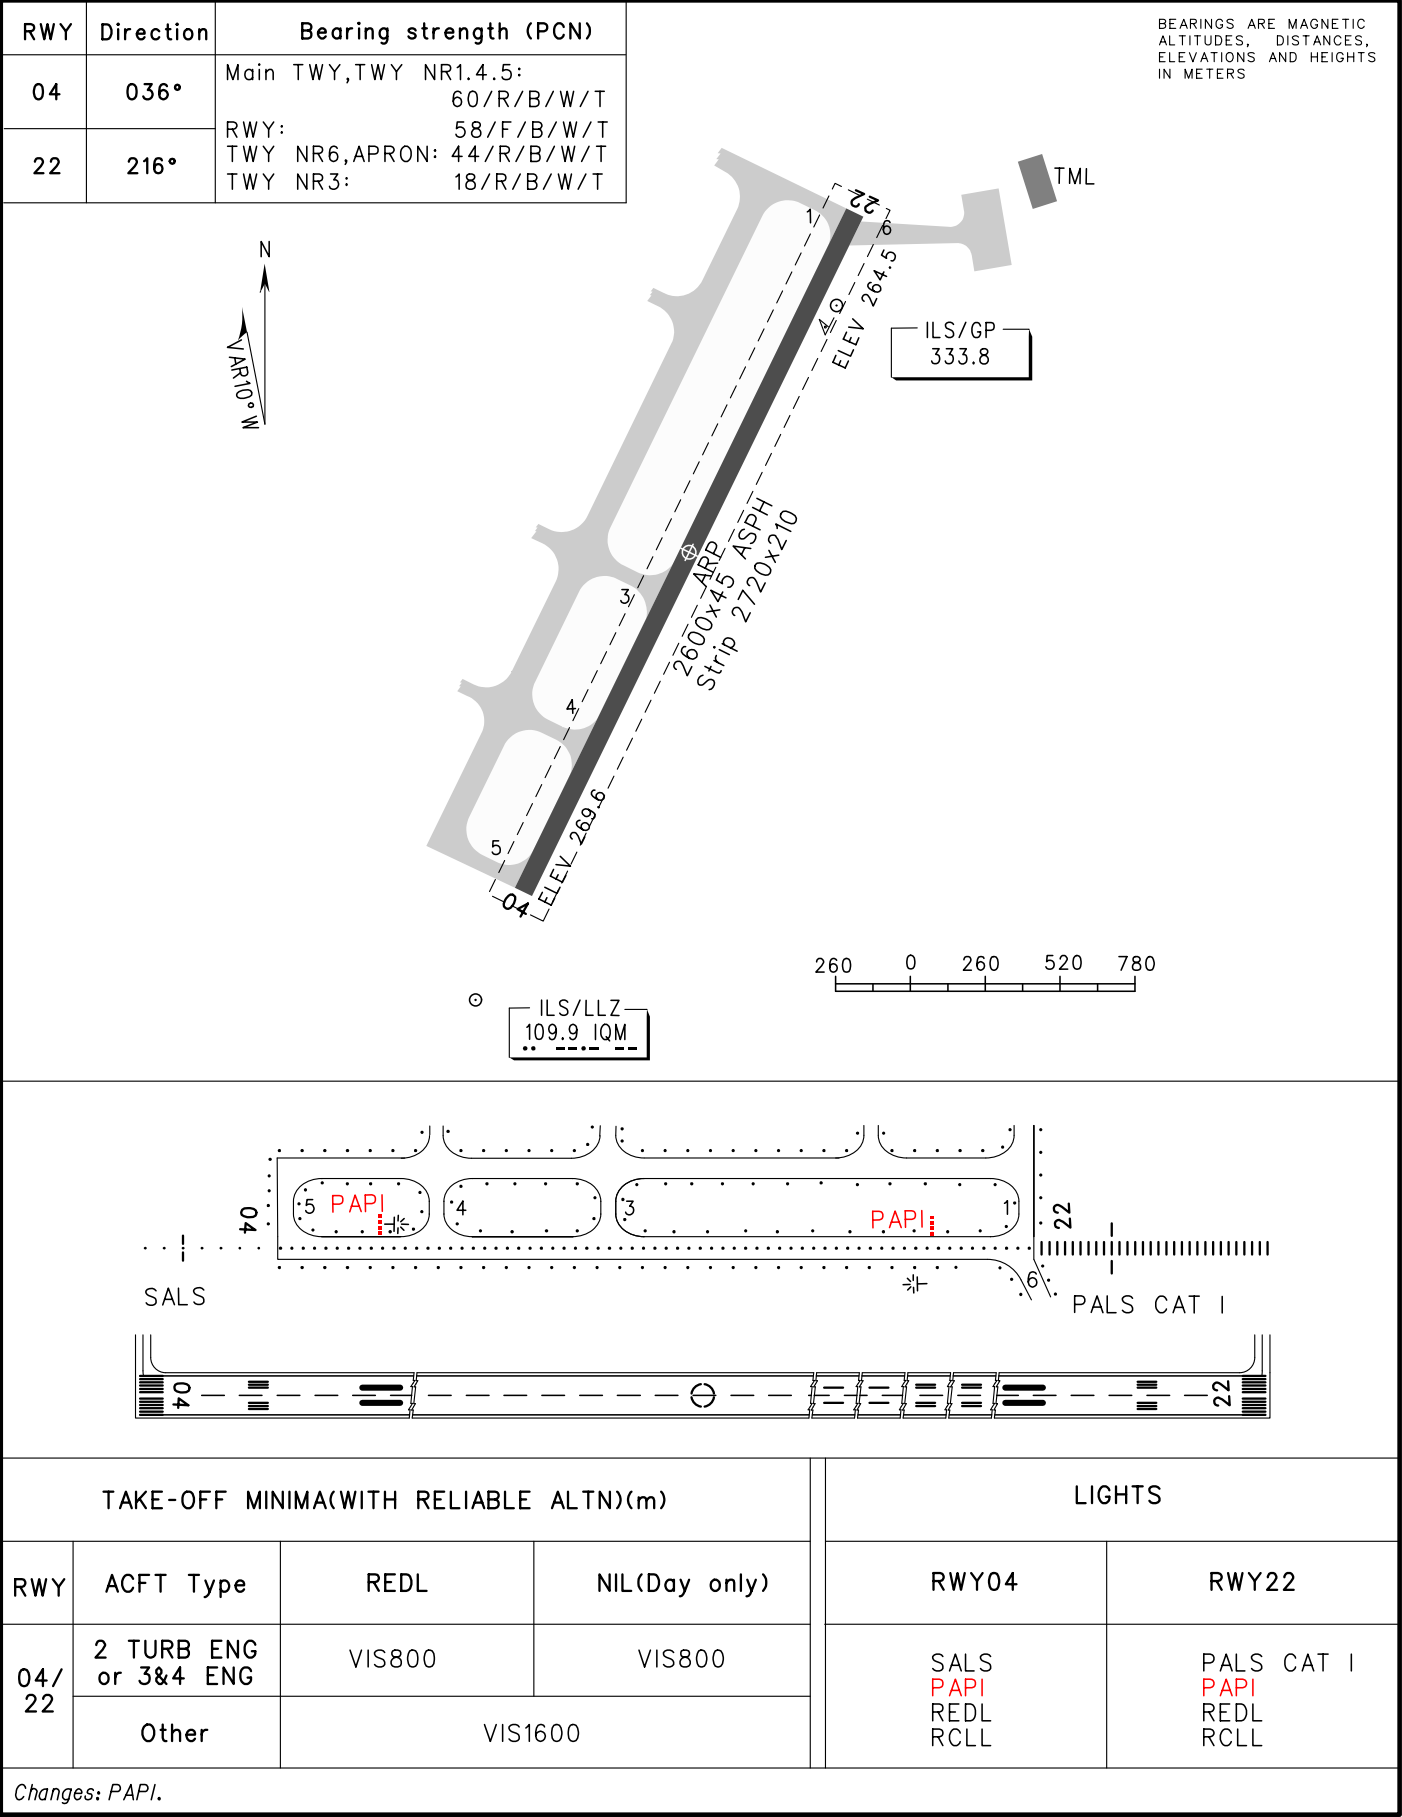 RWY Direction Bearing strength (PCN)
04 036°
22 216°
Main TWY,TWY NR1.4.5:
60/R/B/W/T
RWY: 58/F/B/W/T
TWY NR6,APRON: 44/R/B/W/T
TWY NR3: 18/R/B/W/T
BEARINGS ARE MAGNETIC
ALTITUDES, DISTANCES,
ELEVATIONS AND HEIGHTS
IN METERS
TML
22
1
6
N
VAR10°W
ELEV 264.5
ILS/GP
333.8
ARP
2600x45 ASPH
Strip 2720x210
3
4
5
ELEV 269.6
04
260 0 260 520 780
ILS/LLZ
109.9 IQM
5 PAPI 4 3 PAPI 1
04 22
6
SALS
PALS CAT I
04 22
TAKE-OFF MINIMA(WITH RELIABLE ALTN)(m)
LIGHTS
RWY ACFT Type REDL NIL(Day only)
RWY04 RWY22
04/
22
2 TURB ENG
or 3&4 ENG
VIS800 VIS800
Other VIS1600
SALS
PAPI
REDL
RCLL
PALS CAT I
PAPI
REDL
RCLL
Changes: PAPI.